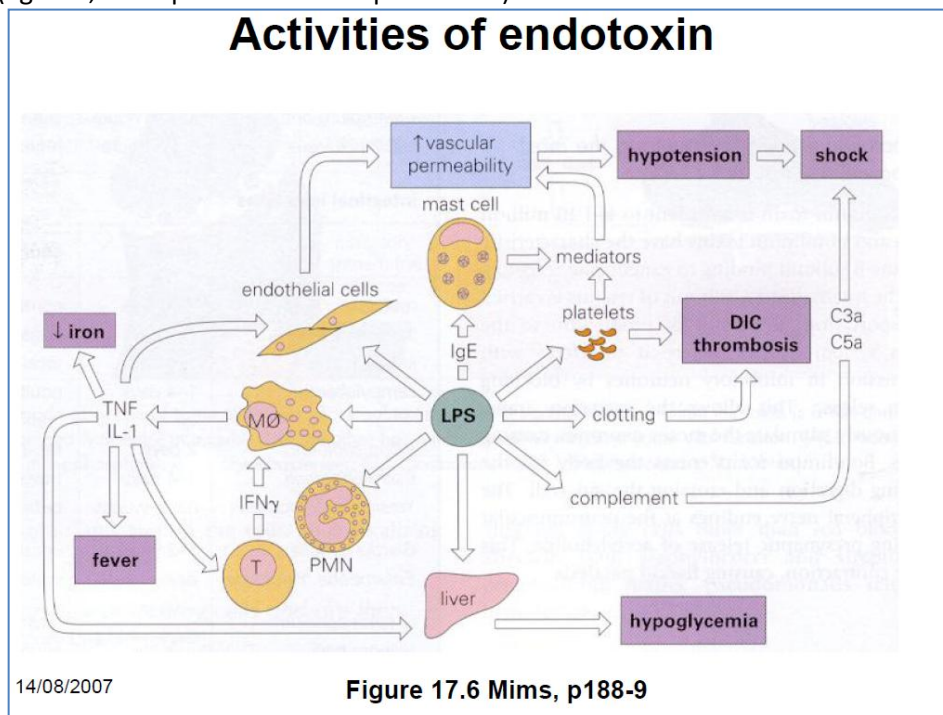 Activities of endotoxin
↑vascular
permeability
hypotension
shock
mast cell
mediators
endothelial cells
platelets
↓ iron
DIC
thrombosis
C3a
C5a
IgE
TNF
IL-1
MØ
LPS
clotting
IFNγ
complement
PMN
fever
T
liver
hypoglycemia
14/08/2007
Figure 17.6 Mims, p188-9